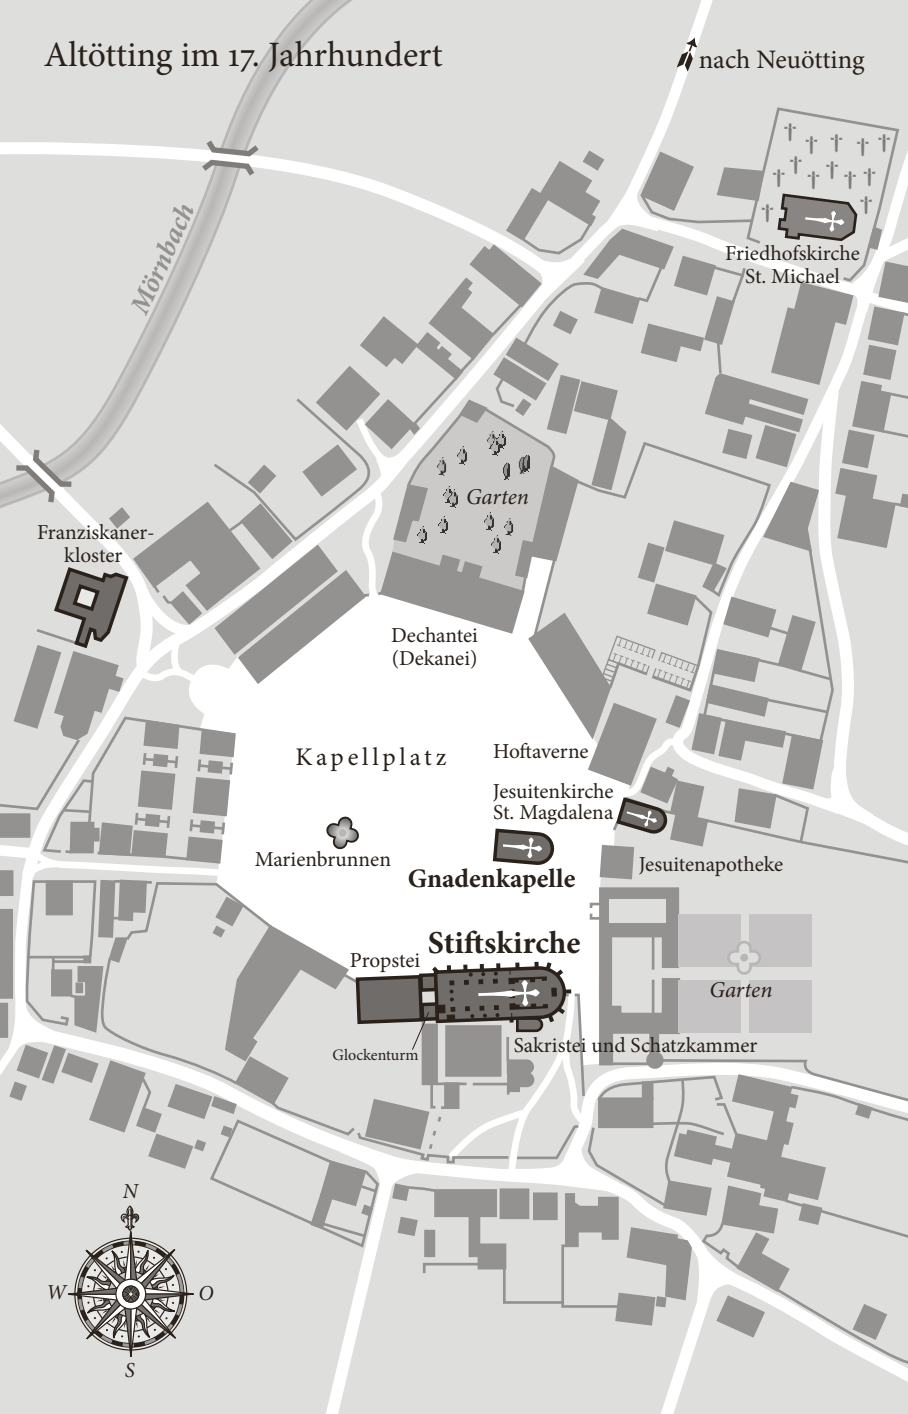 Altötting im 17. Jahrhundert
nach Neuötting
Mörnbach
Friedhofskirche
St. Michael
Garten
Franziskaner-
kloster
Dechantei
(Dekanei)
Kapellplatz
Hoftaverne
Jesuitenkirche
St. Magdalena
Marienbrunnen
Gnadenkapelle
Jesuitenapotheke
Stiftskirche
Propstei
Garten
Glockenturm
Sakristei und Schatzkammer
N
W
O
S